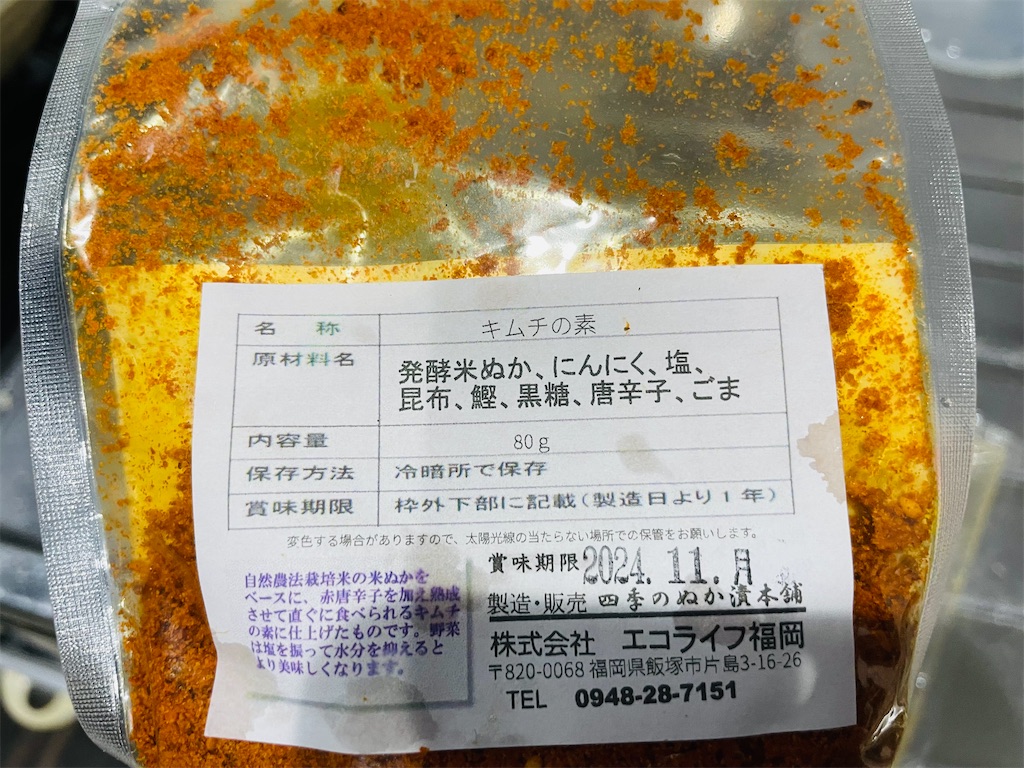 名 称 キムチの素
原材料名 発酵米ぬか、にんにく、塩、
昆布、鰹、黒糖、唐辛子、ごま
内容量 80g
保存方法 冷暗所で保存
賞味期限 枠外下部に記載(製造日より1年)
変色する場合がありますので、太陽光線の当たらない場所での保管をお願いします。
自然農法栽培米の米ぬかを
ベースに、赤唐辛子を加え熟成
させて直ぐに食べられるキムチ
の素に仕上げたものです。野菜
は塩を振って水分を抑えると
より美味しくなります。
賞味期限 2024.11.月
製造・販売 四季のぬか漬本舗
株式会社 エコライフ福岡
〒820-0068 福岡県飯塚市片島3-16-26
TEL 0948-28-7151